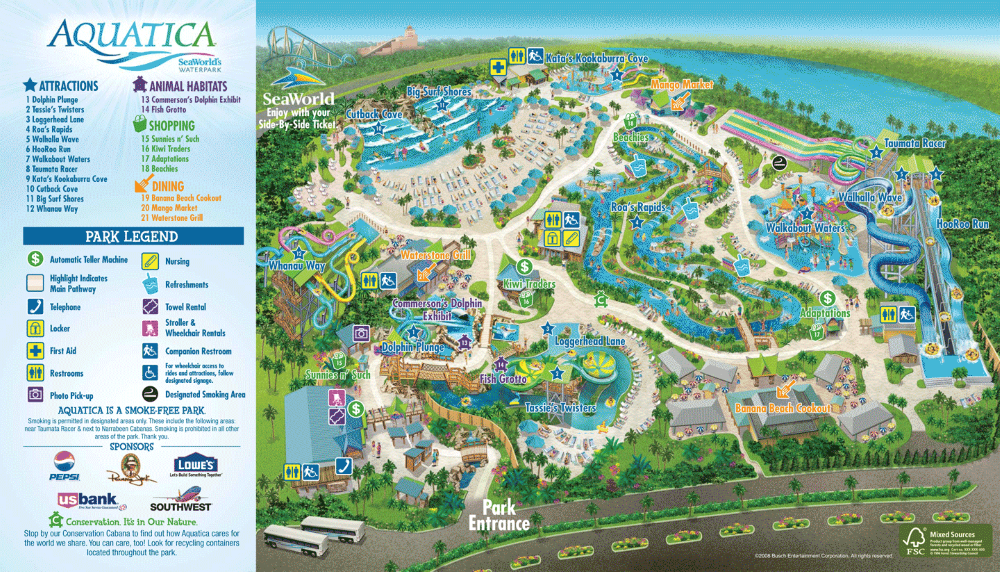 AQUATICA
SeaWorld's
WATERPARK
ATTRACTIONS
1 Dolphin Plunge
2 Tessie's Twisters
3 Loggerhead Lane
4 Roa's Rapids
5 Walhalla Wave
6 HooRoo Run
7 Walkabout Waters
8 Taumata Racer
9 Kata's Kookaburra Cove
10 Cutback Cove
11 Big Surf Shores
12 Whanau Way
ANIMAL HABITATS
13 Commerson's Dolphin Exhibit
14 Fish Grotto
SHOPPING
15 Sunnies n' Such
16 Kiwi Traders
17 Adaptations
18 Beachies
DINING
19 Banana Beach Cookout
20 Mango Market
21 Waterstone Grill
PARK LEGEND
Automatic Teller Machine
Highlight Indicates
Main Pathway
Telephone
Locker
First Aid
Restrooms
Photo Pick-up
Nursing
Refreshments
Towel Rental
Stroller &
Wheelchair Rentals
Companion Restroom
For wheelchair access to
rides and attractions, follow
designated signage.
Designated Smoking Area
AQUATICA IS A SMOKE-FREE PARK
Smoking is permitted in designated areas only. These include the following areas
near Taumata Racer & next to Narrabeen Cabanas. Smoking is prohibited in all other
areas of the park. Thank you.
SPONSORS
PEPSI
LOWE'S
Let's Build Something Together
usbank
SOUTHWEST
Conservation. It's in Our Nature.
Stop by our Conservation Cabana to find out how Aquatica cares for
the world we share. You can care, too! Look for recycling containers
located throughout the park.
SeaWorld
Enjoy with your
Side-By-Side Ticket
Kata's Kookaburra Cove
Big Surf Shores
Mango Market
Cutback Cove
Beachies
Taumata Racer
Roa's Rapids
Walhalla Wave
Walkabout Waters
HooRoo Run
Waterstone Grill
Whanau Way
Kiwi Traders
Commerson's Dolphin
Exhibit
Adaptations
Dolphin Plunge
Loggerhead Lane
Sunnies n' Such
Fish Grotto
Tassie's Twisters
Banana Beach Cookout
Park
Entrance
©2008 Busch Entertainment Corporation. All rights reserved.
FSC
Mixed Sources